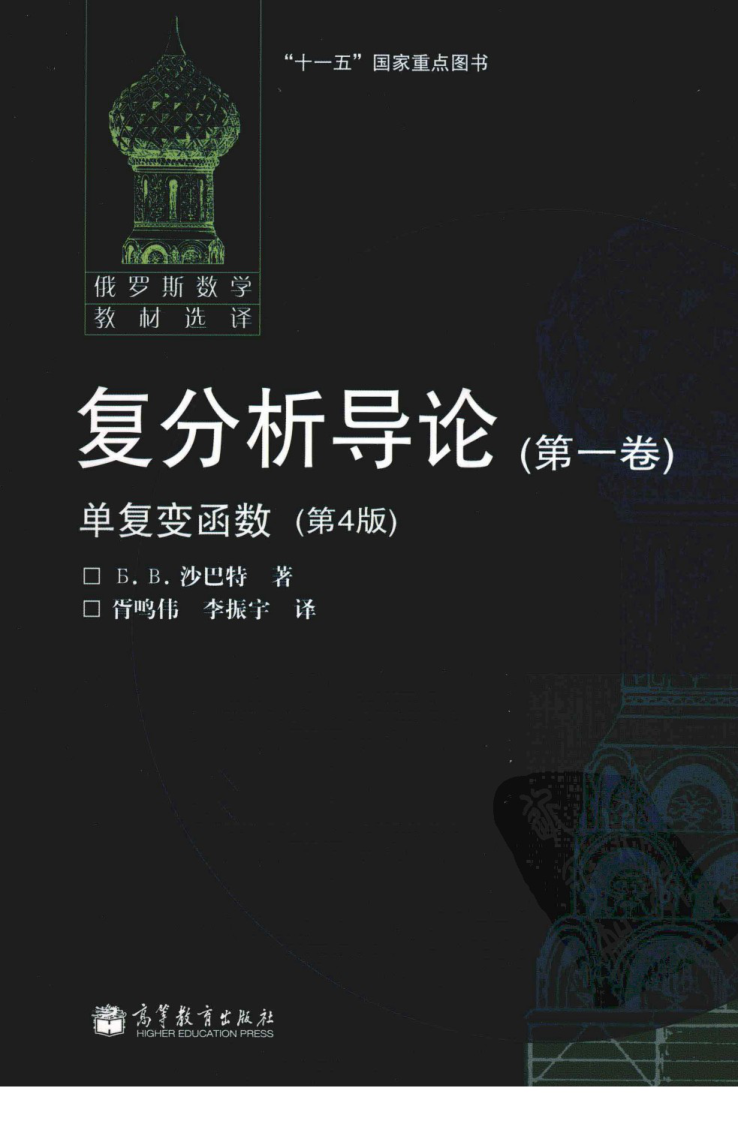 “十一五”国家重点图书
俄罗斯数学
教材选译
复分析导论(第一卷)
单复变函数 (第4版)
□ Б. В. 沙巴特 著
□ 胥鸣伟 李振宇 译
高等教育出版社
HIGHER EDUCATION PRESS